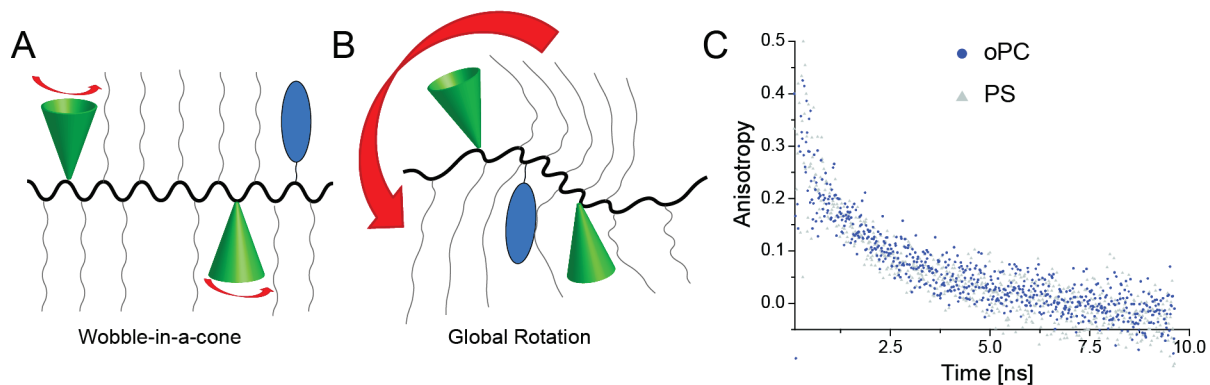 A
Wobble-in-a-cone
B
Global Rotation
C
oPC
PS
Anisotropy
0.5
0.4
0.3
0.2
0.1
0.0
2.5
5.0
7.5
10.0
Time [ns]